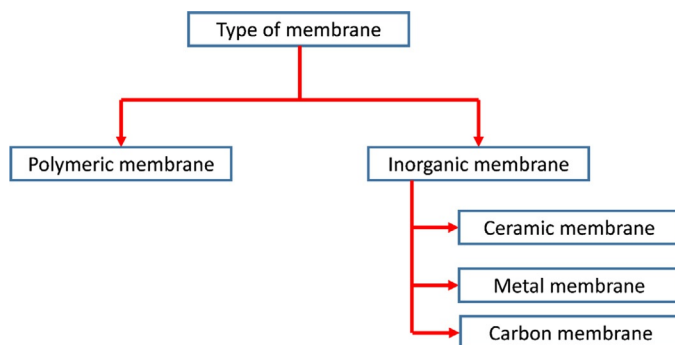 Type of membrane
Polymeric membrane
Inorganic membrane
Ceramic membrane
Metal membrane
Carbon membrane